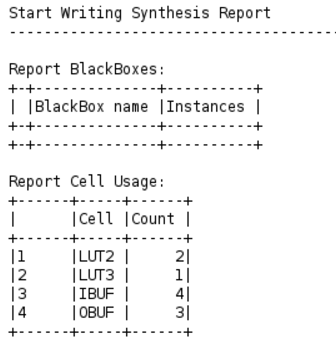 Start Writing Synthesis Report
---------------------------------------
Report BlackBoxes:
+-+--------------+----------+
| |BlackBox name |Instances |
+-+--------------+----------+
+-+--------------+----------+
Report Cell Usage:
+------+-----+------+
|      |Cell |Count |
+------+-----+------+
|1     |LUT2 |     2|
|2     |LUT3 |     1|
|3     |IBUF |     4|
|4     |OBUF |     3|
+------+-----+------+